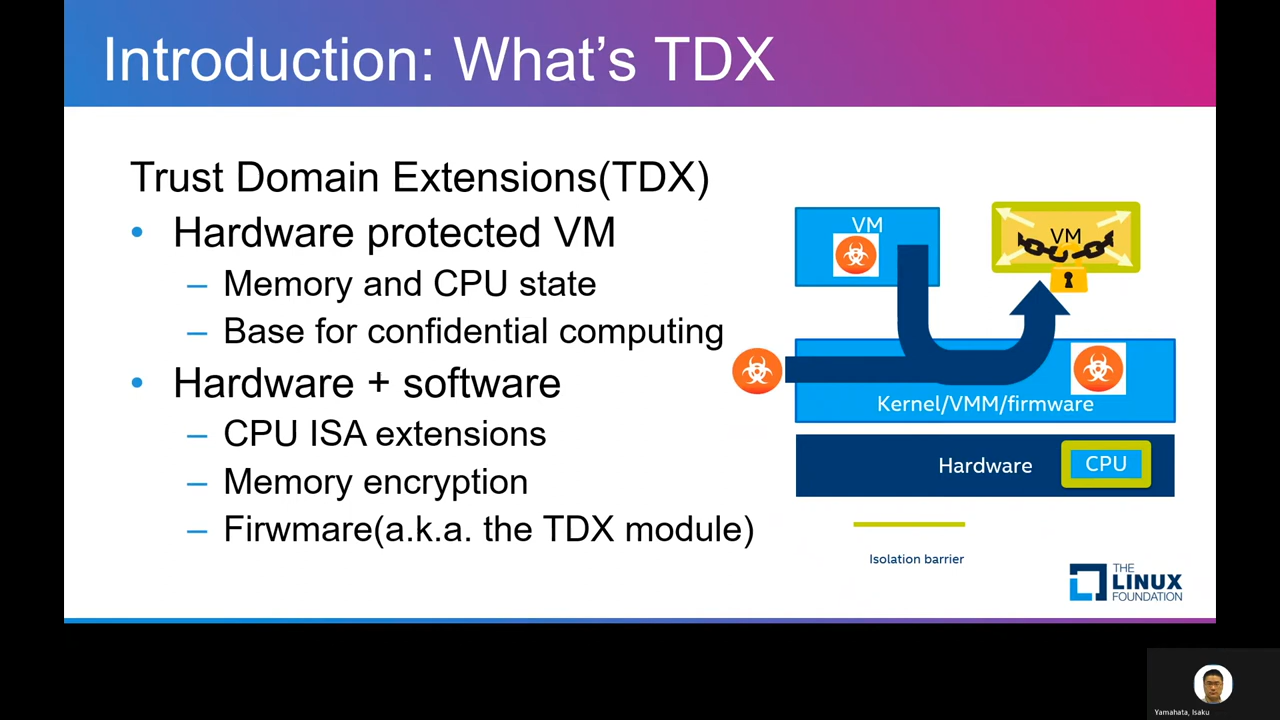 Introduction: What's TDX
Trust Domain Extensions(TDX)
• Hardware protected VM
– Memory and CPU state
– Base for confidential computing
• Hardware + software
– CPU ISA extensions
– Memory encryption
– Firwmare(a.k.a. the TDX module)
VM
VM
Kernel/VMM/firmware
Hardware
CPU
Isolation barrier
THE
LINUX
FOUNDATION
Yamahata, Isaku